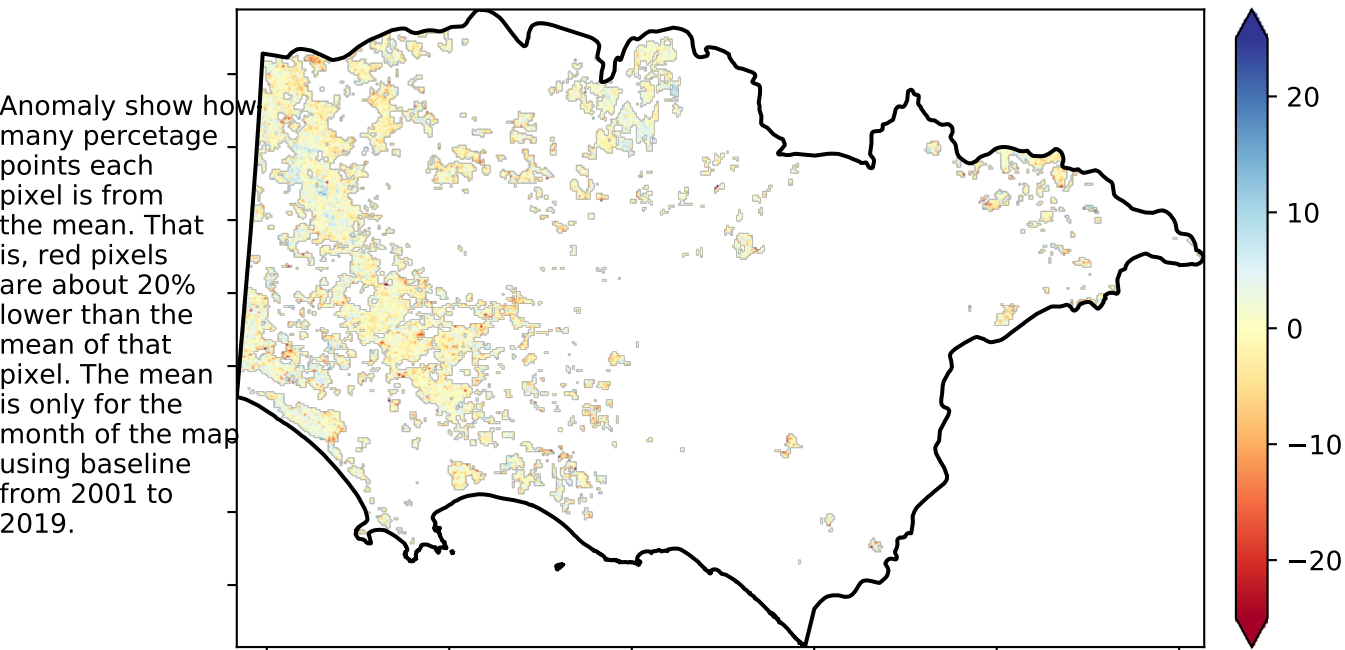 Anomaly show how
many percetage
points each
pixel is from
the mean. That
is, red pixels
are about 20%
lower than the
mean of that
pixel. The mean
is only for the
month of the map
using baseline
from 2001 to
2019.
20
10
0
−10
−20